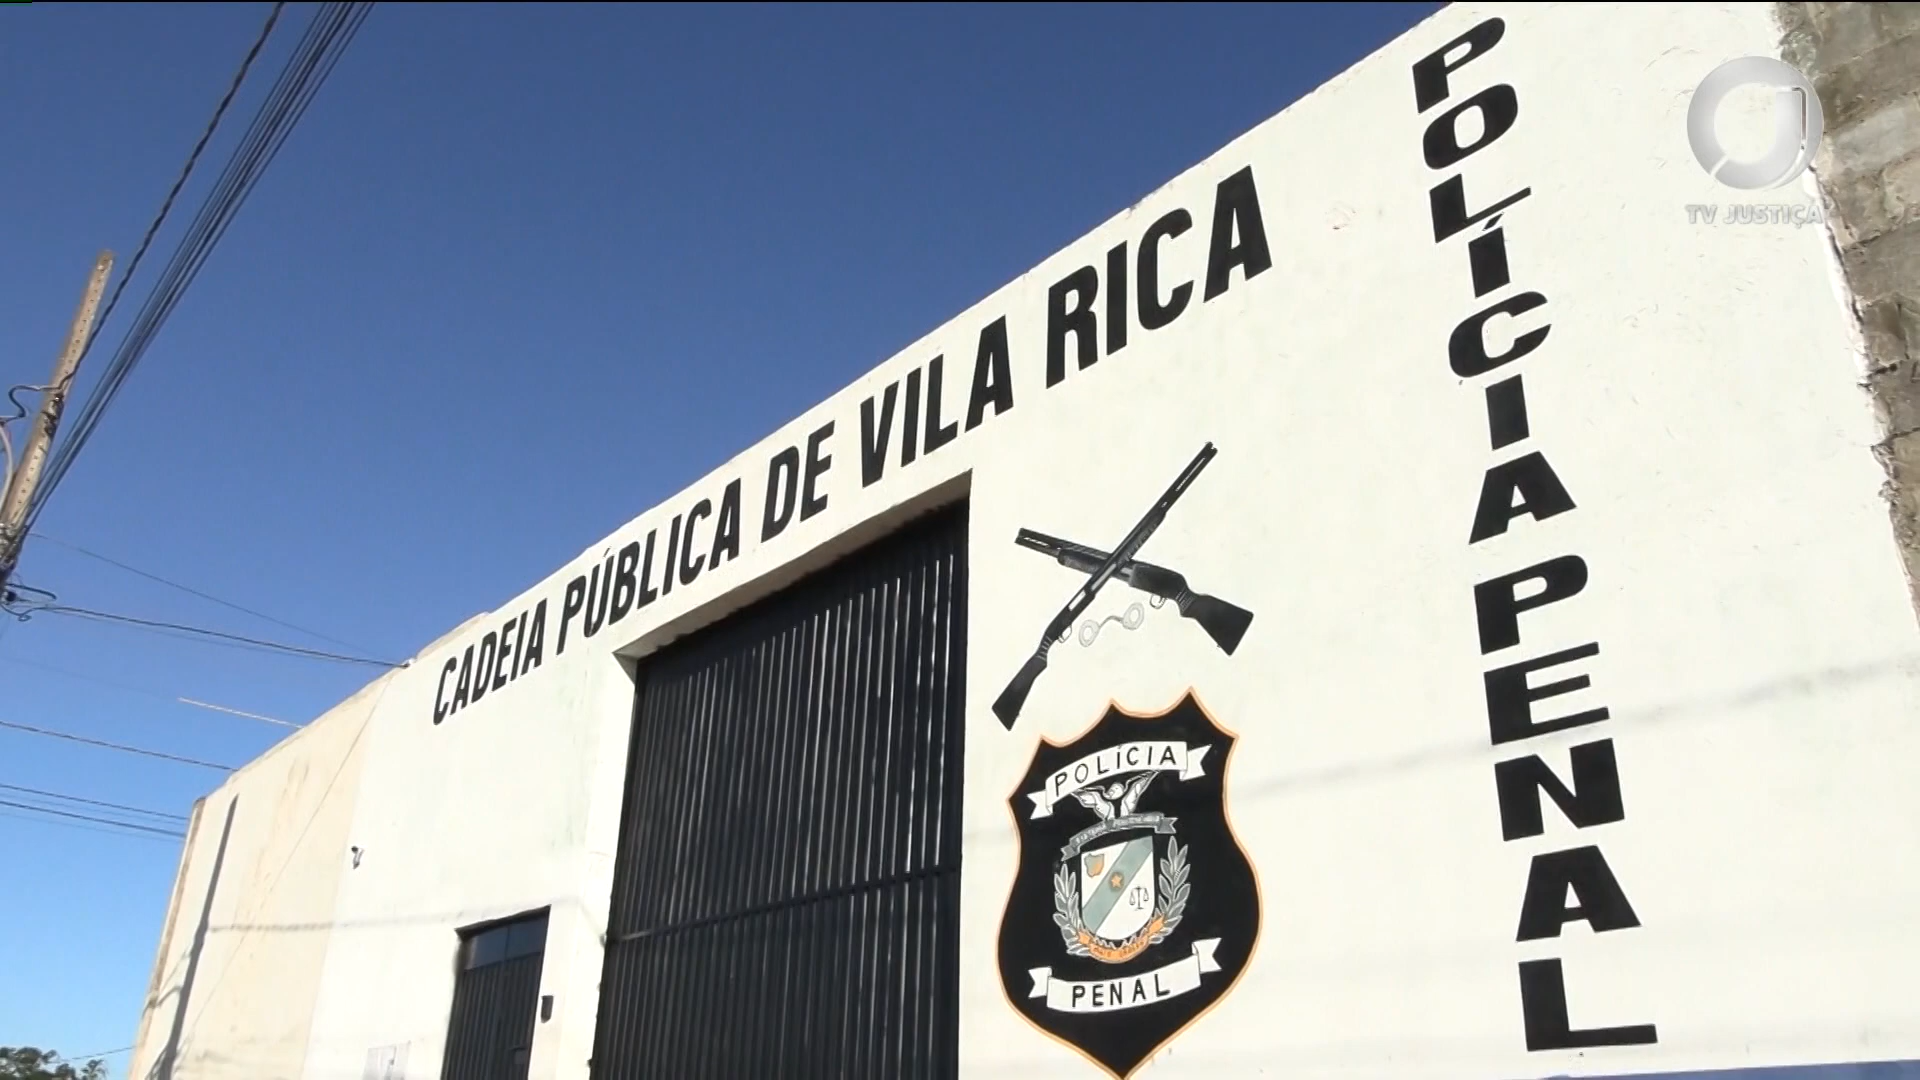 CADEIA PÚBLICA DE VILA RICA
POLÍCIA PENAL
TV JUSTIÇA
POLÍCIA
PENAL